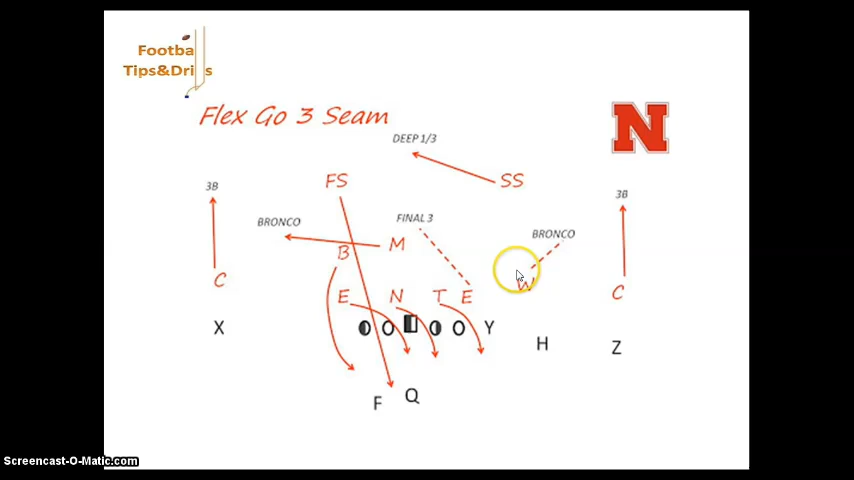 Footba
Tips&Drills
Flex Go 3 Seam
N
DEEP 1/3
FS
SS
3B
3B
BRONCO
FINAL 3
BRONCO
B
M
C
W
C
E
N
T
E
X
Y
H
Z
F
Q
Screencast-O-Matic.com